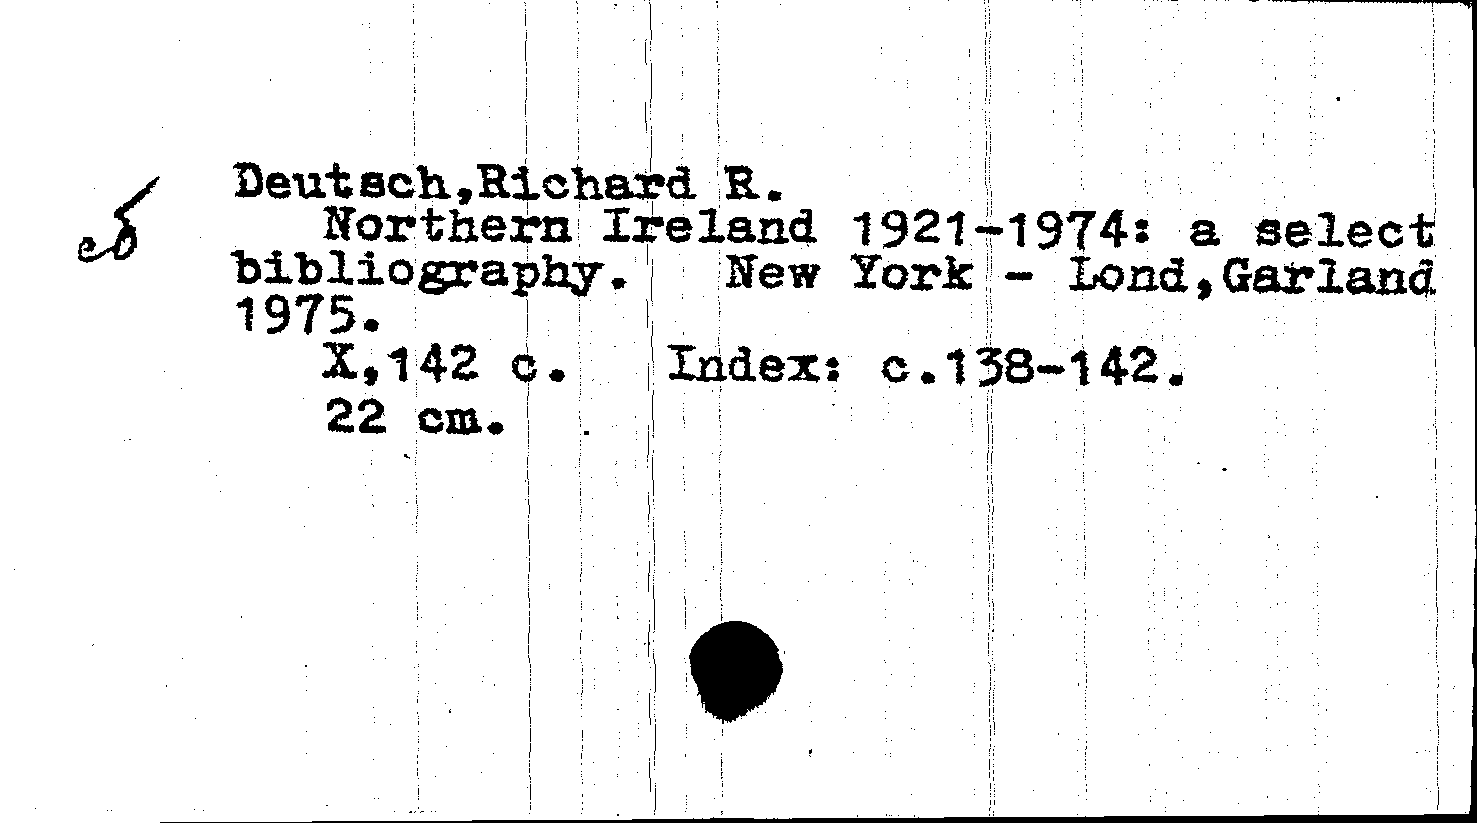 Deutsch,Richard R.
Northern Ireland 1921-1974: a select
bibliography. New York - Lond,Garland
1975.
X,142 c. Index: c.138-142.
22 cm.